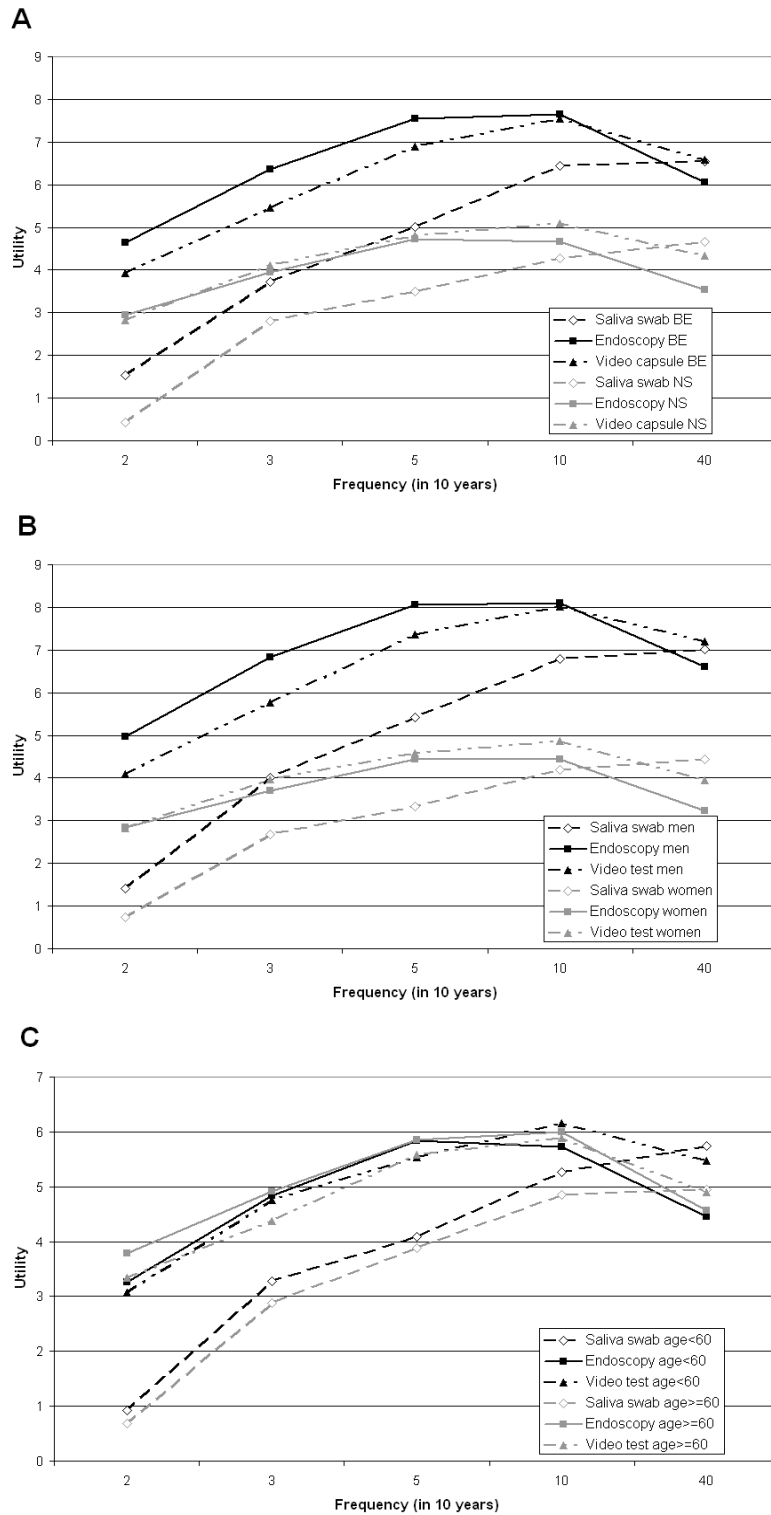 A
9
8
7
6
5
4
3
2
1
0
Utility
Saliva swab BE
Endoscopy BE
Video capsule BE
Saliva swab NS
Endoscopy NS
Video capsule NS
2 3 5 10 40
Frequency (in 10 years)
B
9
8
7
6
5
4
3
2
1
0
Utility
Saliva swab men
Endoscopy men
Video test men
Saliva swab women
Endoscopy women
Video test women
2 3 5 10 40
Frequency (in 10 years)
C
7
6
5
4
3
2
1
0
Utility
Saliva swab age<60
Endoscopy age<60
Video test age<60
Saliva swab age>=60
Endoscopy age>=60
Video test age>=60
2 3 5 10 40
Frequency (in 10 years)